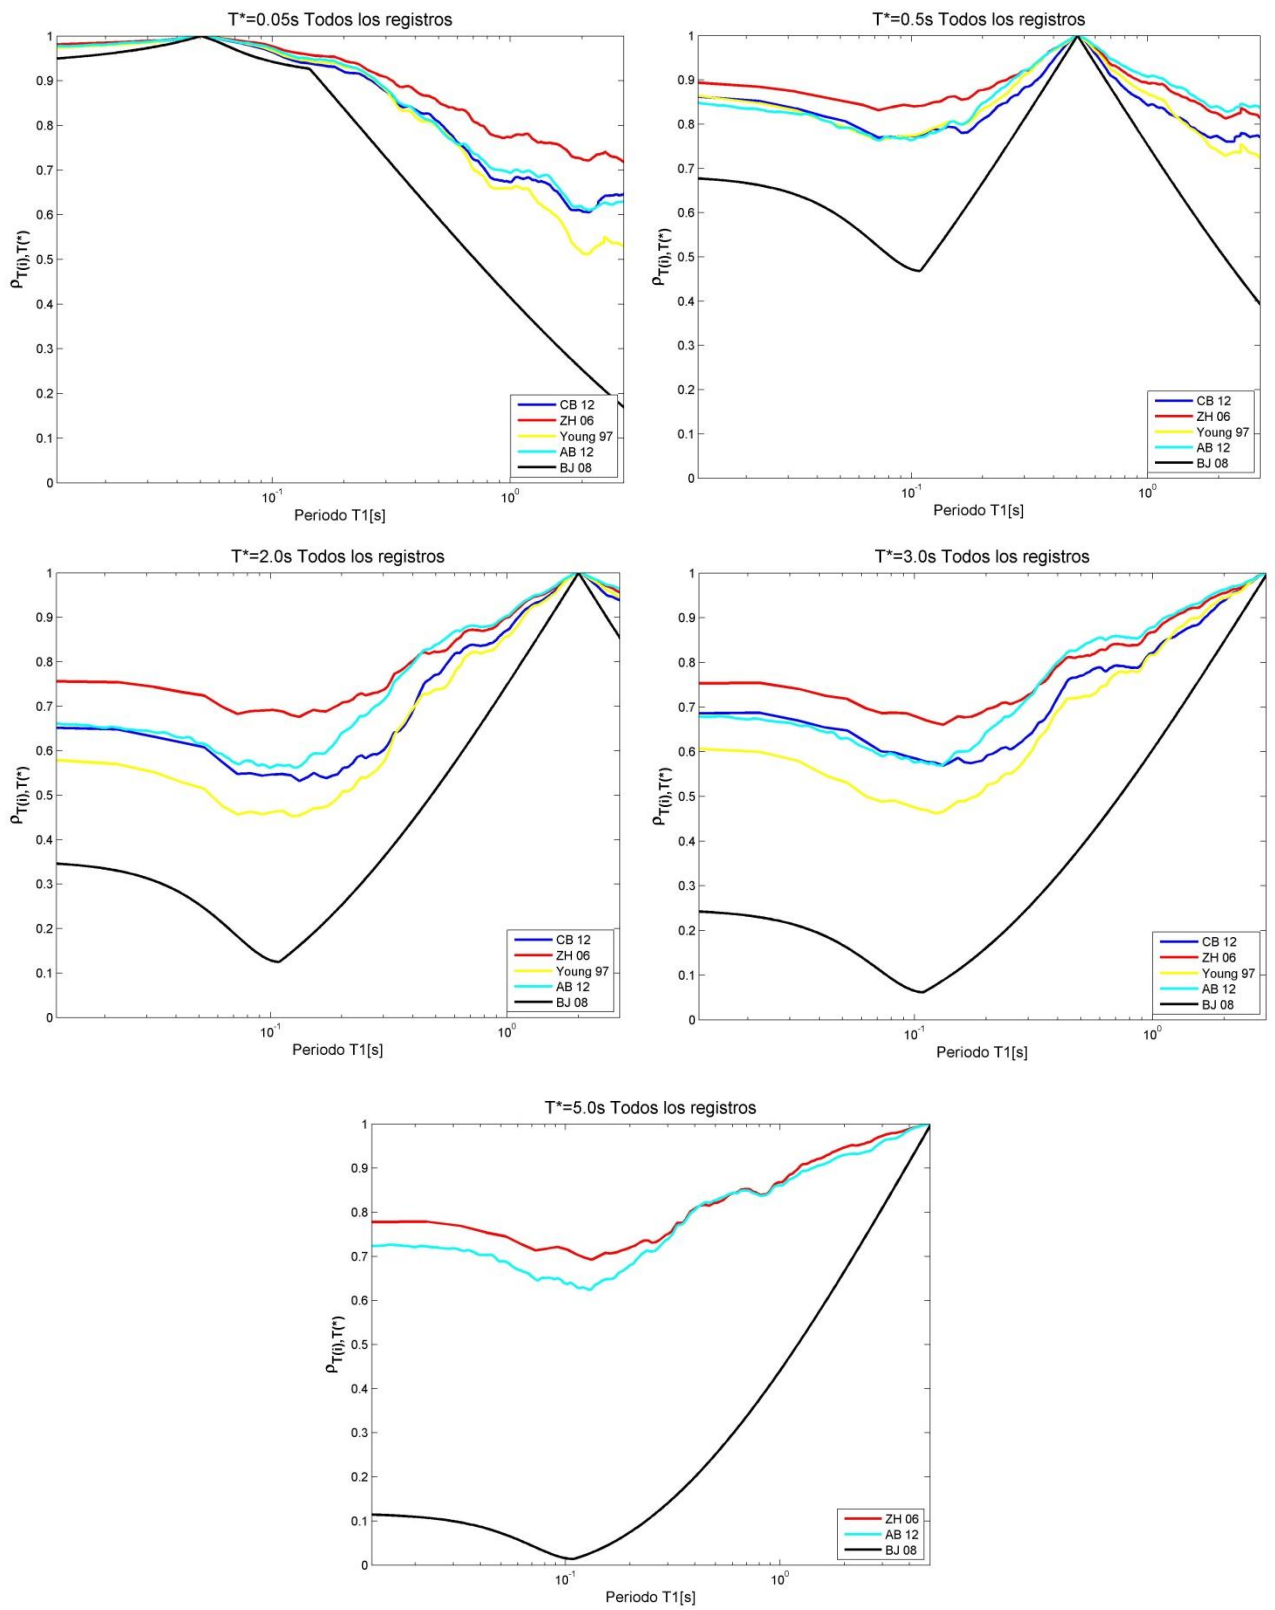 T*=0.05s Todos los registros
1
0.9
0.8
0.7
0.6
0.5
0.4
0.3
0.2
0.1
0
ρT(i),T(*)
CB 12
ZH 06
Young 97
AB 12
BJ 08
10-1
100
Periodo T1[s]
T*=0.5s Todos los registros
1
0.9
0.8
0.7
0.6
0.5
0.4
0.3
0.2
0.1
0
ρT(i),T(*)
CB 12
ZH 06
Young 97
AB 12
BJ 08
10-1
100
Periodo T1[s]
T*=2.0s Todos los registros
1
0.9
0.8
0.7
0.6
0.5
0.4
0.3
0.2
0.1
0
ρT(i),T(*)
CB 12
ZH 06
Young 97
AB 12
BJ 08
10-1
100
Periodo T1[s]
T*=3.0s Todos los registros
1
0.9
0.8
0.7
0.6
0.5
0.4
0.3
0.2
0.1
0
ρT(i),T(*)
CB 12
ZH 06
Young 97
AB 12
BJ 08
10-1
100
Periodo T1[s]
T*=5.0s Todos los registros
1
0.9
0.8
0.7
0.6
0.5
0.4
0.3
0.2
0.1
0
ρT(i),T(*)
ZH 06
AB 12
BJ 08
10-1
100
Periodo T1[s]